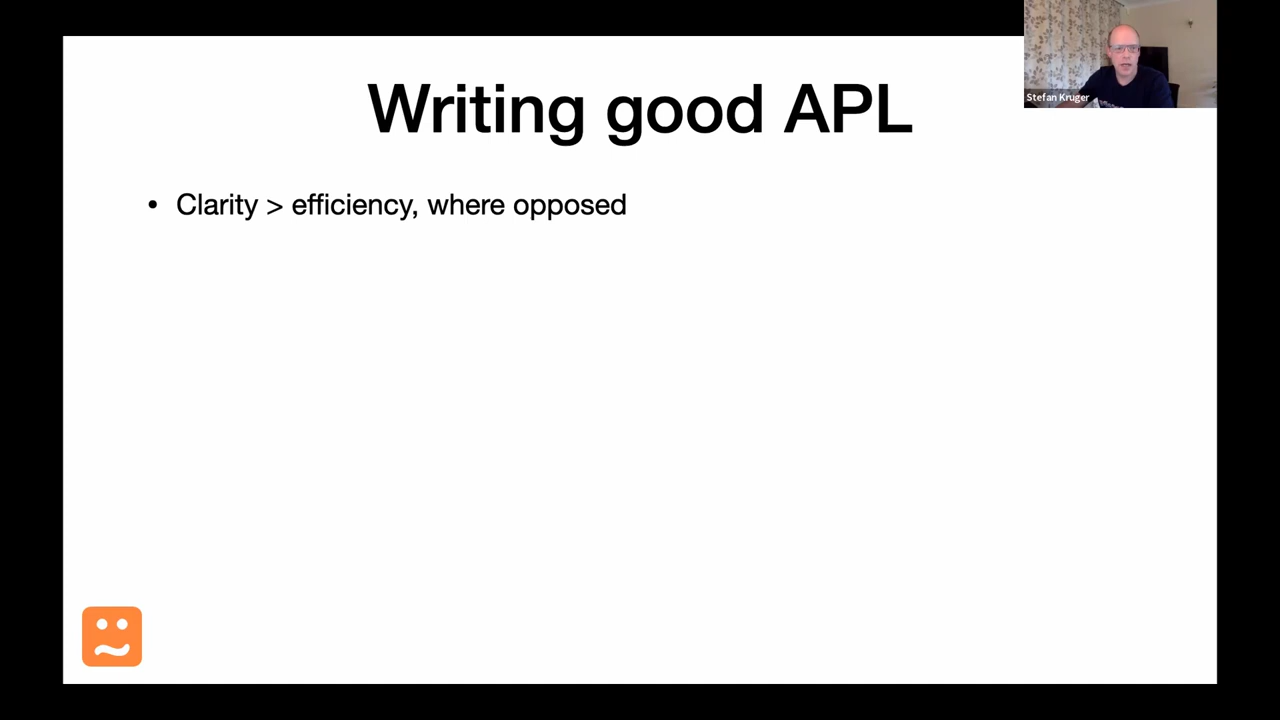 Writing good APL
Stefan Kruger
• Clarity > efficiency, where opposed